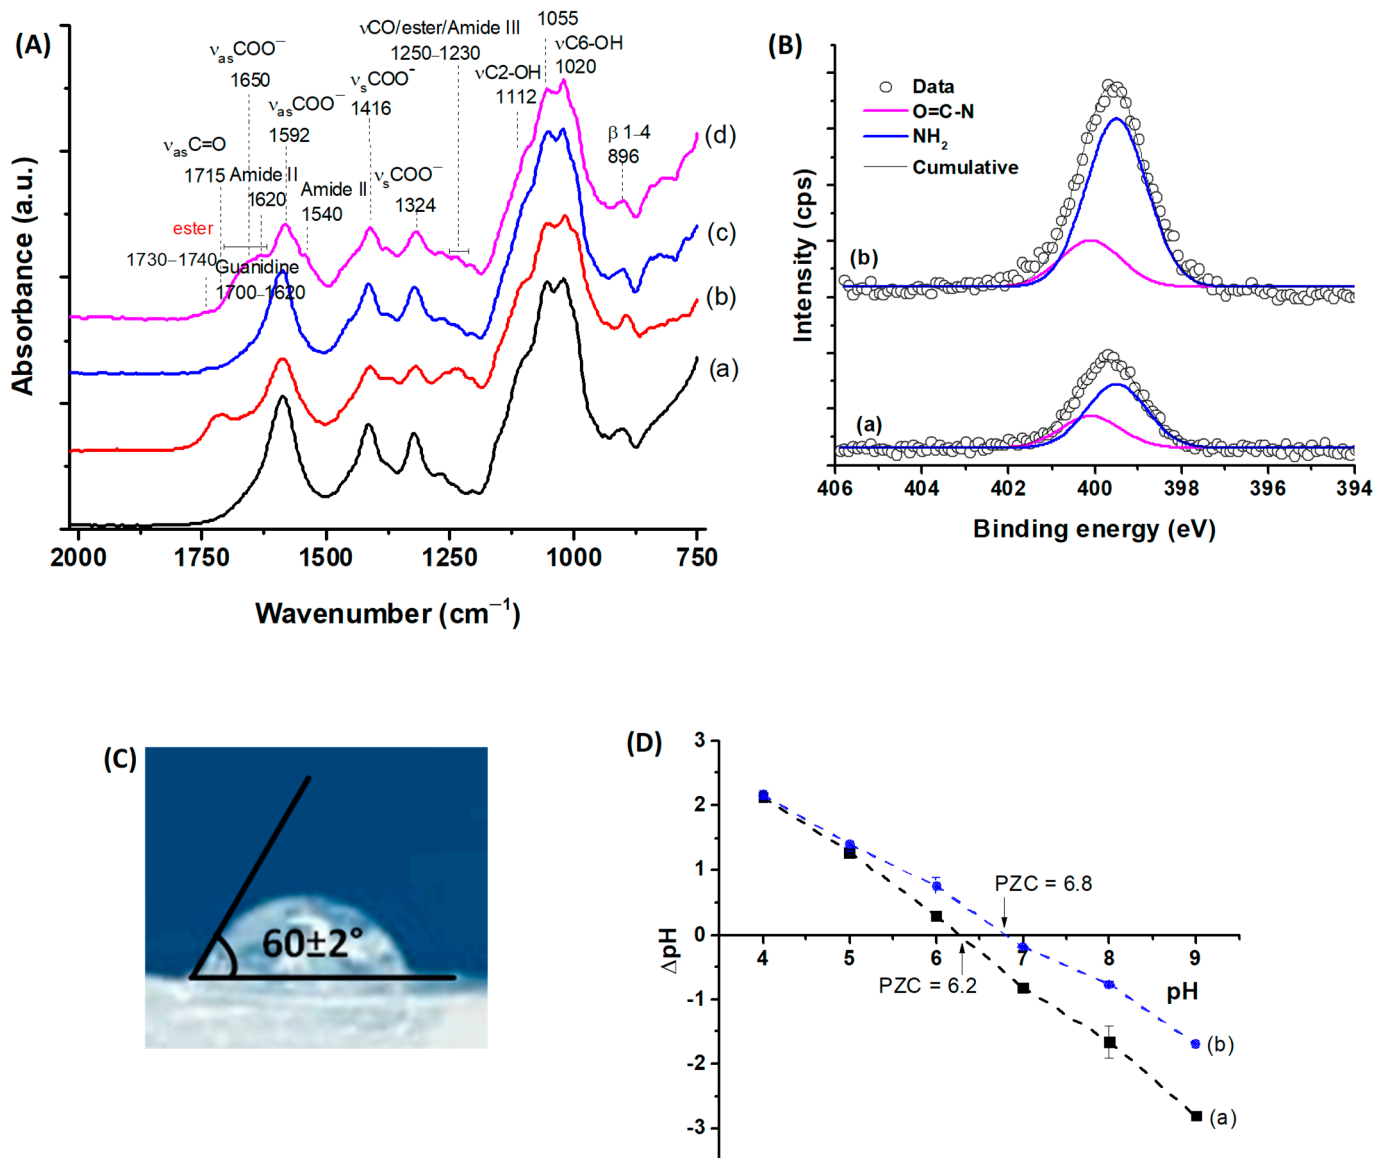 (A)
νCO/ester/Amide III
1250–1230
1055
νC6-OH
1020
νasCOO−
1650
νsCOO-
1416
νC2-OH
1112
νasCOO−
1592
νasC=O
1715
Amide II
1620
Amide II
1540
νsCOO−
1324
β 1–4
896
(d)
ester
1730–1740
Guanidine
1700–1620
(c)
(b)
(a)
Absorbance (a.u.)
2000
1750
1500
1250
1000
750
Wavenumber (cm−1)
(B)
Data
O=C-N
NH2
Cumulative
(b)
(a)
Intensity (cps)
406
404
402
400
398
396
394
Binding energy (eV)
(C)
60±2°
(D)
3
2
1
0
-1
-2
-3
ΔpH
PZC = 6.8
4
5
6
7
8
9
PZC = 6.2
pH
(b)
(a)